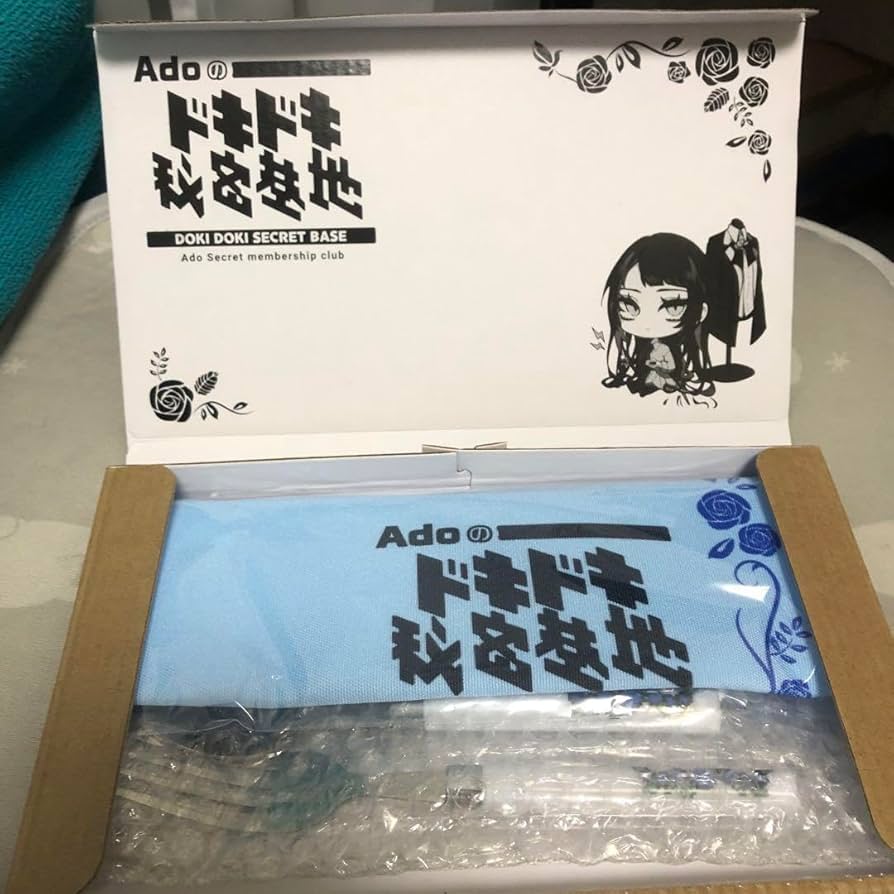 Adoの
ドキドキ
秘密基地
DOKI DOKI SECRET BASE
Ado Secret membership club
Adoの
ドキドキ
秘密基地